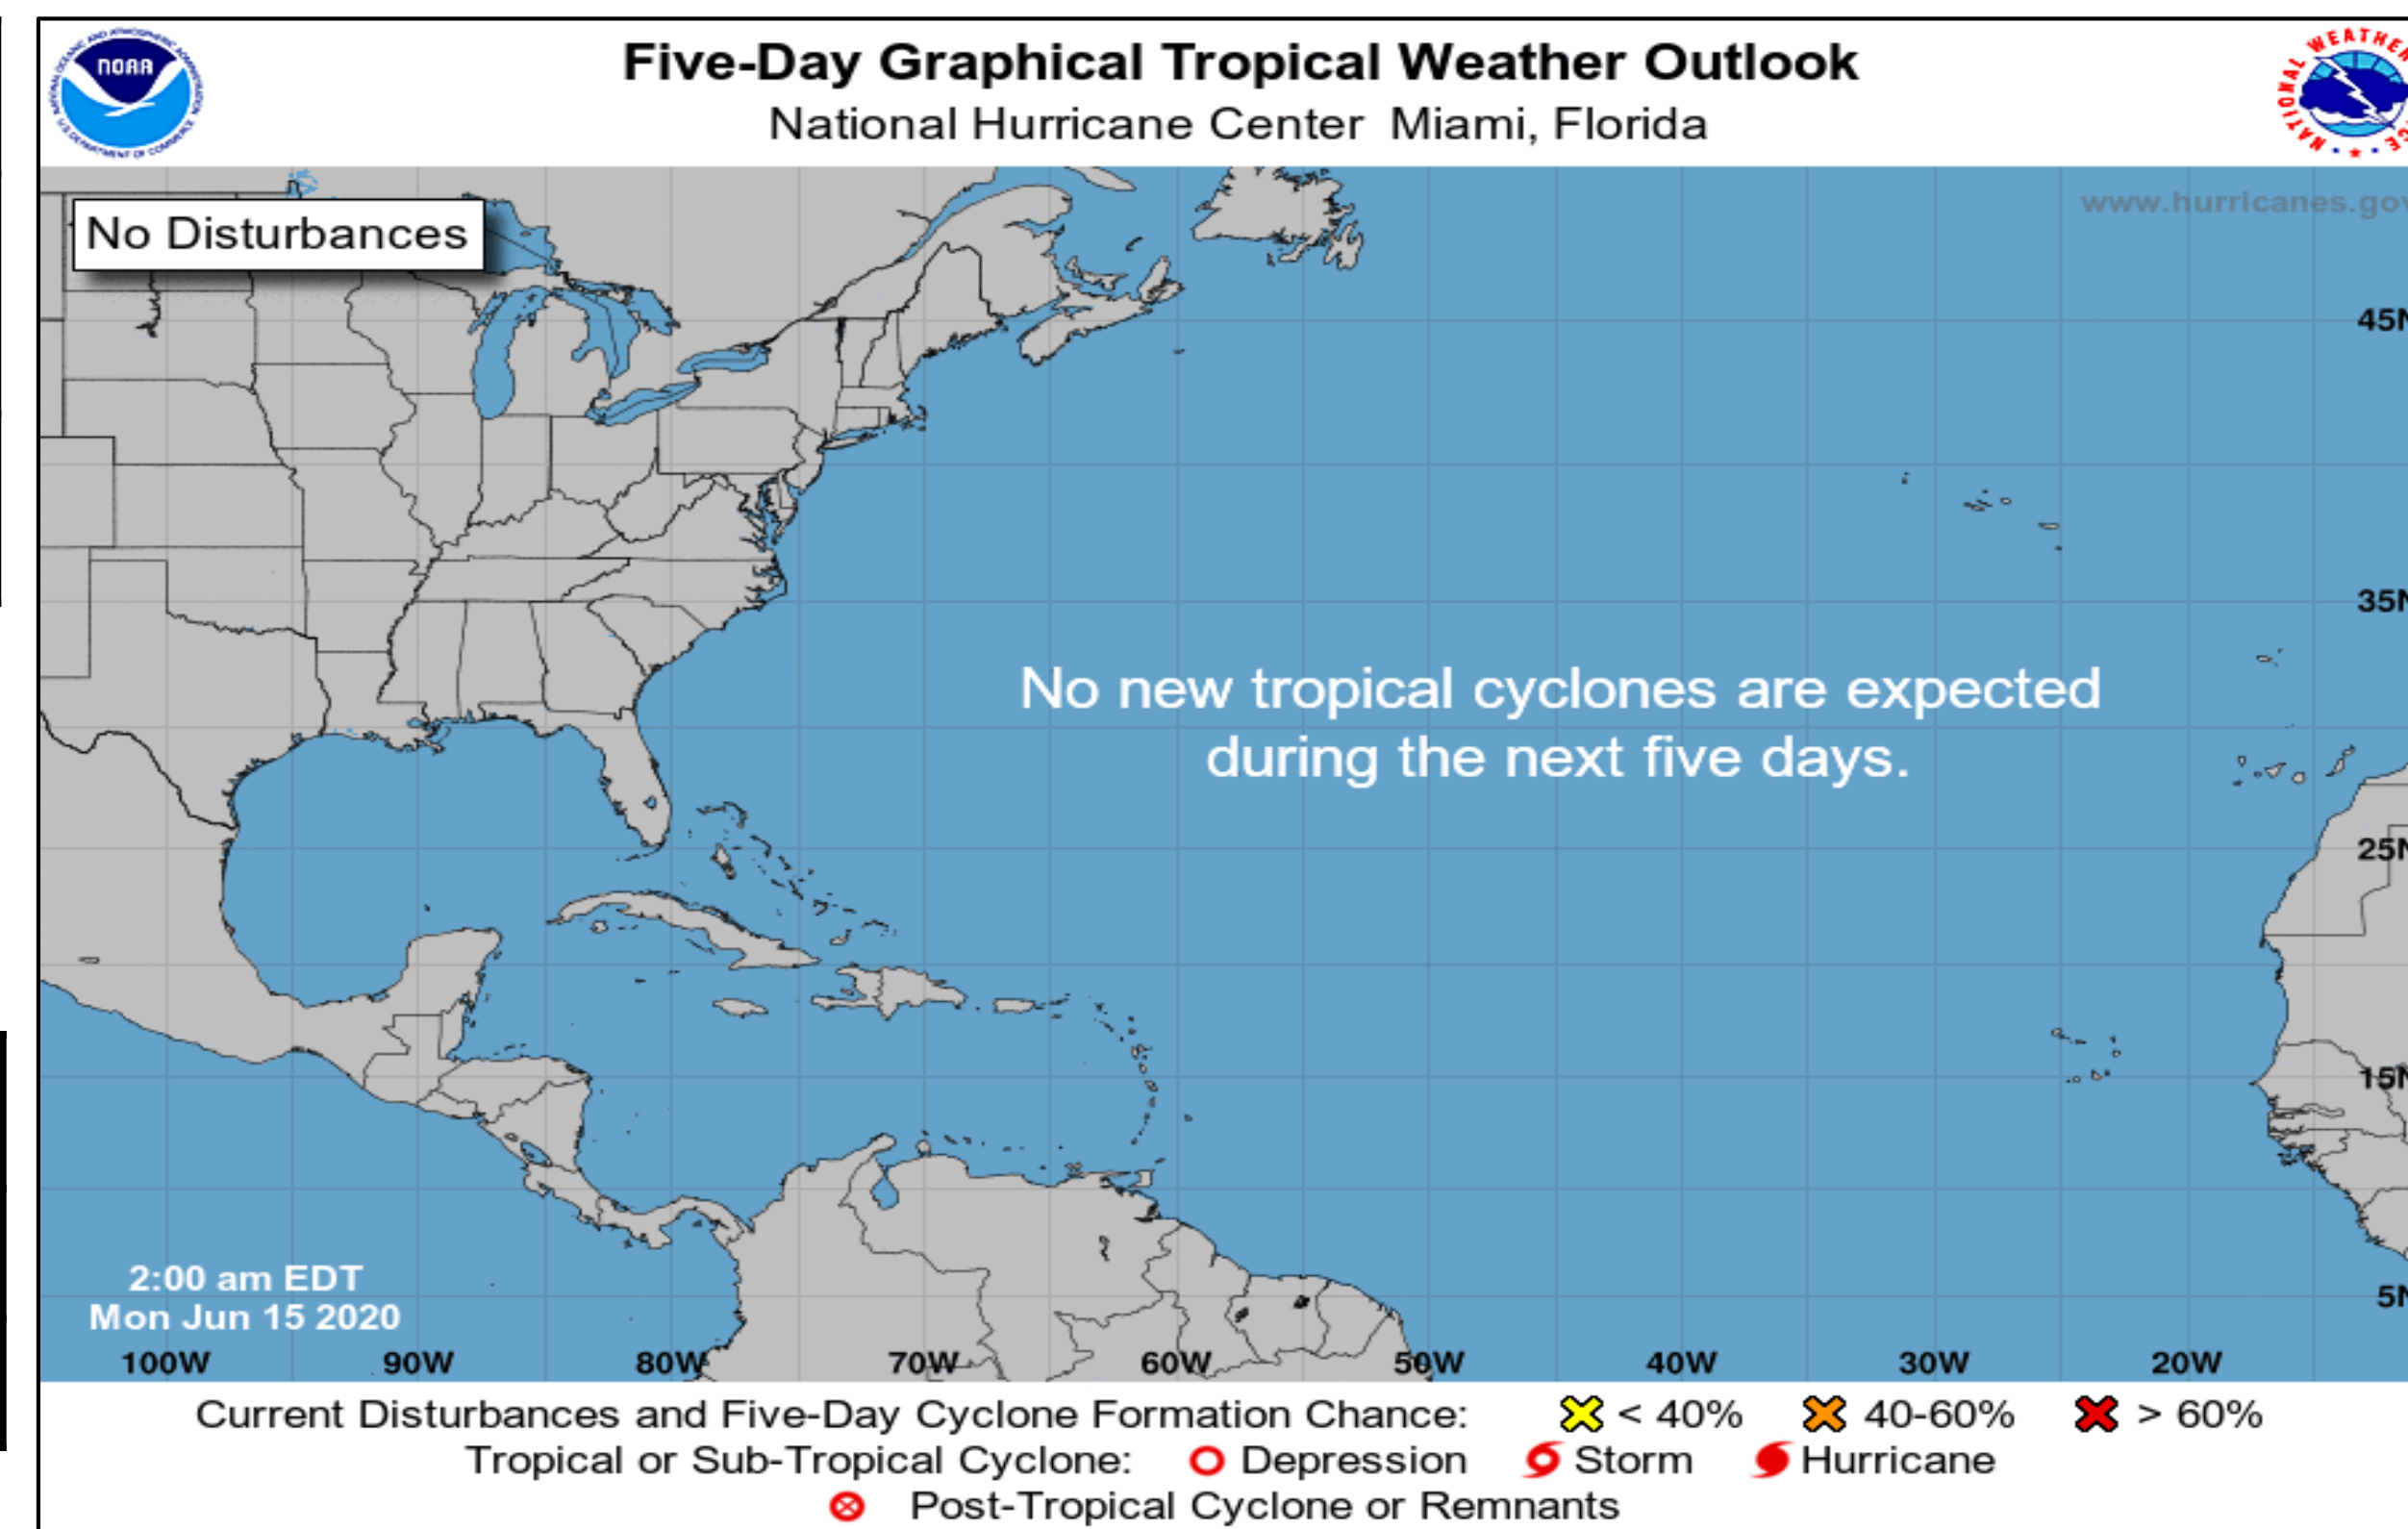 NOAA
Five-Day Graphical Tropical Weather Outlook
National Hurricane Center Miami, Florida
NATIONAL WEATHER
No Disturbances
www.hurricanes.gov
45N
35N
No new tropical cyclones are expected
during the next five days.
25N
15N
2:00 am EDT
Mon Jun 15 2020
5N
100W 90W 80W 70W 60W 50W 40W 30W 20W
Current Disturbances and Five-Day Cyclone Formation Chance: < 40% 40-60% > 60%
Tropical or Sub-Tropical Cyclone: Depression Storm Hurricane
Post-Tropical Cyclone or Remnants